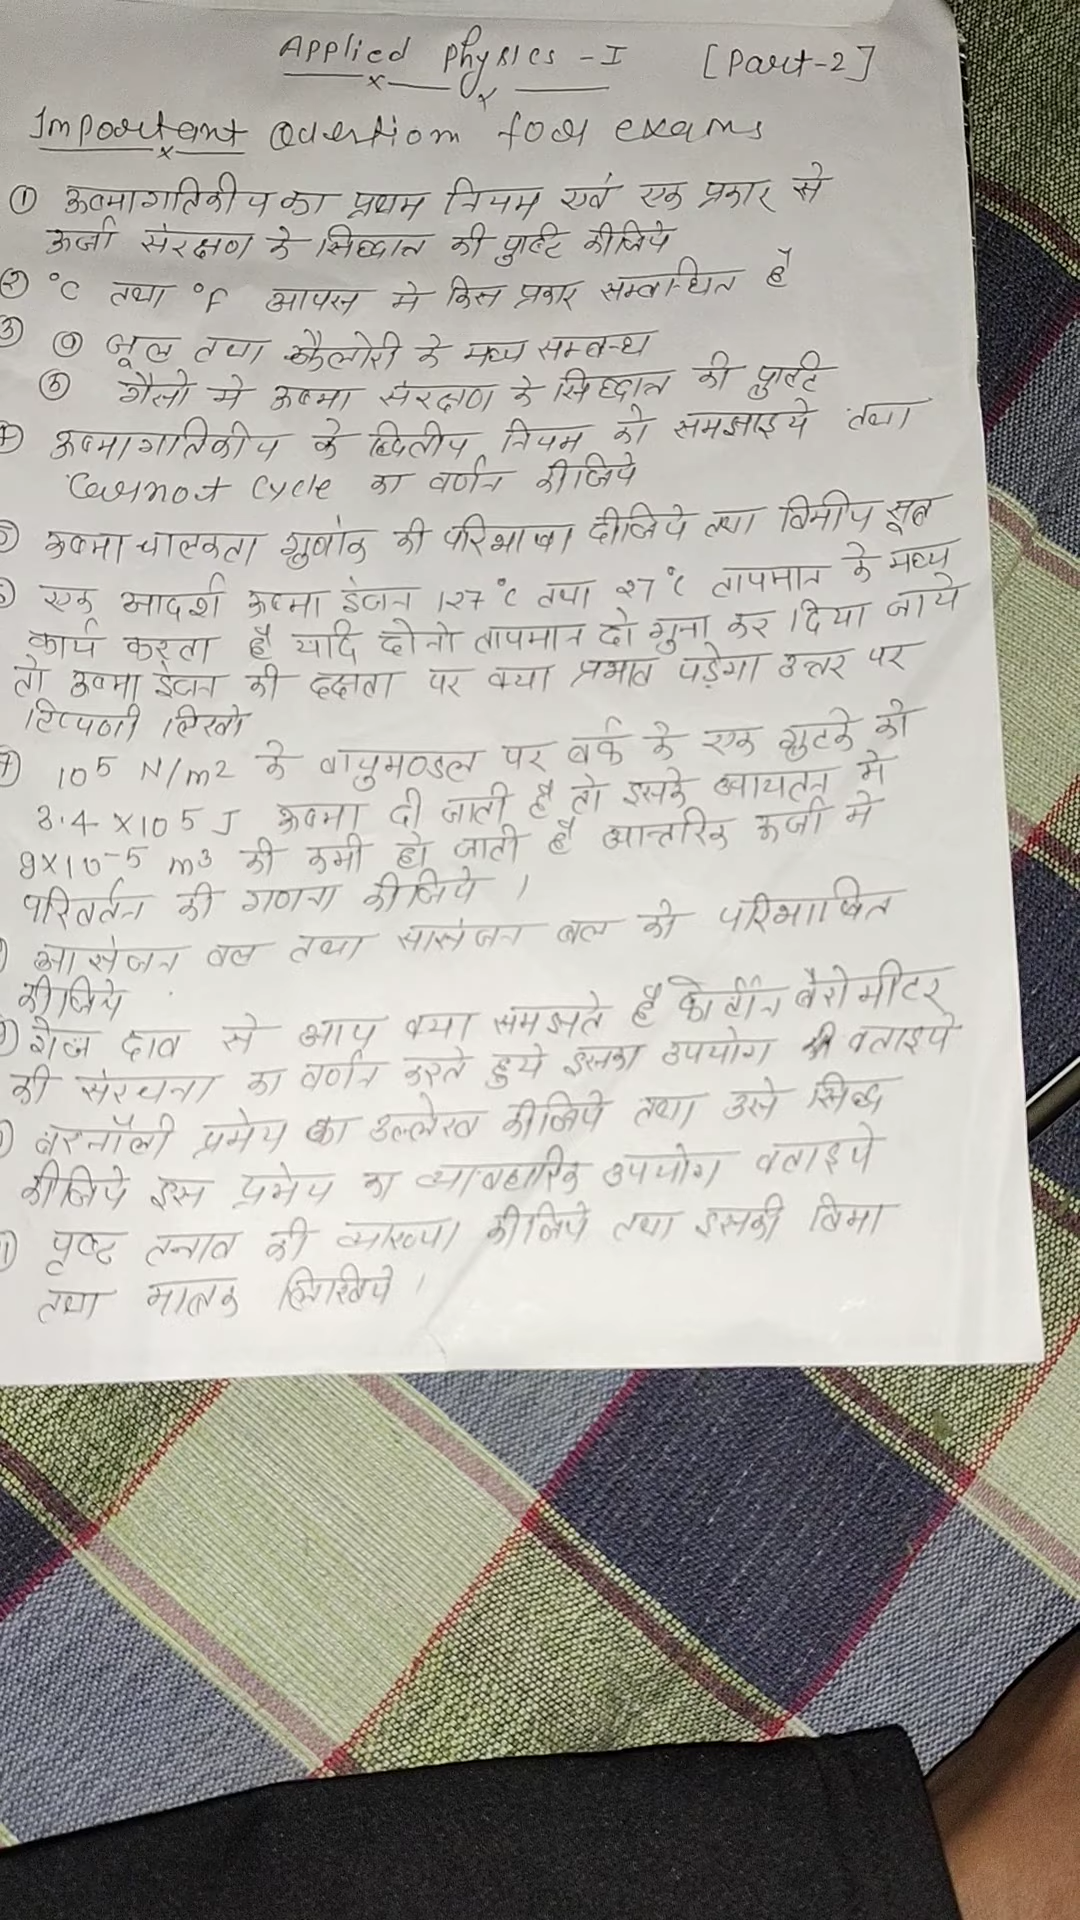 Applied Physics - I [Part-2]
Important Question for exams
① ऊष्मागतिकीय का प्रथम नियम एवं एक प्रकार से
ऊर्जा संरक्षण के सिद्धान्त की पुष्टि कीजिये
② °C तथा °F आपस मे किस प्रकार सम्बन्धित है
③ ⓐ जूल तथा कैलोरी के मध्य सम्बन्ध
ⓑ गैसो मे ऊष्मा संरक्षण के सिद्धान्त की पुष्टि
ऊष्मागतिकीय के द्वितीय नियम को समझाइये तथा
Carnot cycle का वर्णन कीजिये
ऊष्मा चालकता गुणांक की परिभाषा दीजिये तथा विमीय सूत्र
एक आदर्श ऊष्मा इंजन 127°c तथा 27°c तापमान के मध्य
कार्य करता है यदि दोनो तापमान दो गुना कर दिया जाये
तो ऊष्मा इंजन की दक्षता पर क्या प्रभाव पड़ेगा उत्तर पर
टिप्पणी लिखो
10⁵ N/m2 के वायुमण्डल पर बर्फ के एक गुटके को
3.4 × 10⁵ J ऊष्मा दी जाती है तो इसके आयतन मे
9×10⁻⁵ m³ की कमी हो जाती है आन्तरिक ऊर्जा मे
परिवर्तन की गणना कीजिये ।
आसंजन बल तथा सासंजन बल को परिभाषित
कीजिये
गेज दाब से आप क्या समझते है फोर्टीन बैरोमीटर
की संरचना का वर्णन करते हुये इसका उपयोग बताइये
बरनॉली प्रमेय का उल्लेख कीजिये तथा उसे सिद्ध
कीजिये इस प्रमेय का व्यावहारिक उपयोग बताइये
पृष्ट तनाव की व्याख्या कीजिये तथा इसकी विमा
तथा मात्रक लिखिये ।